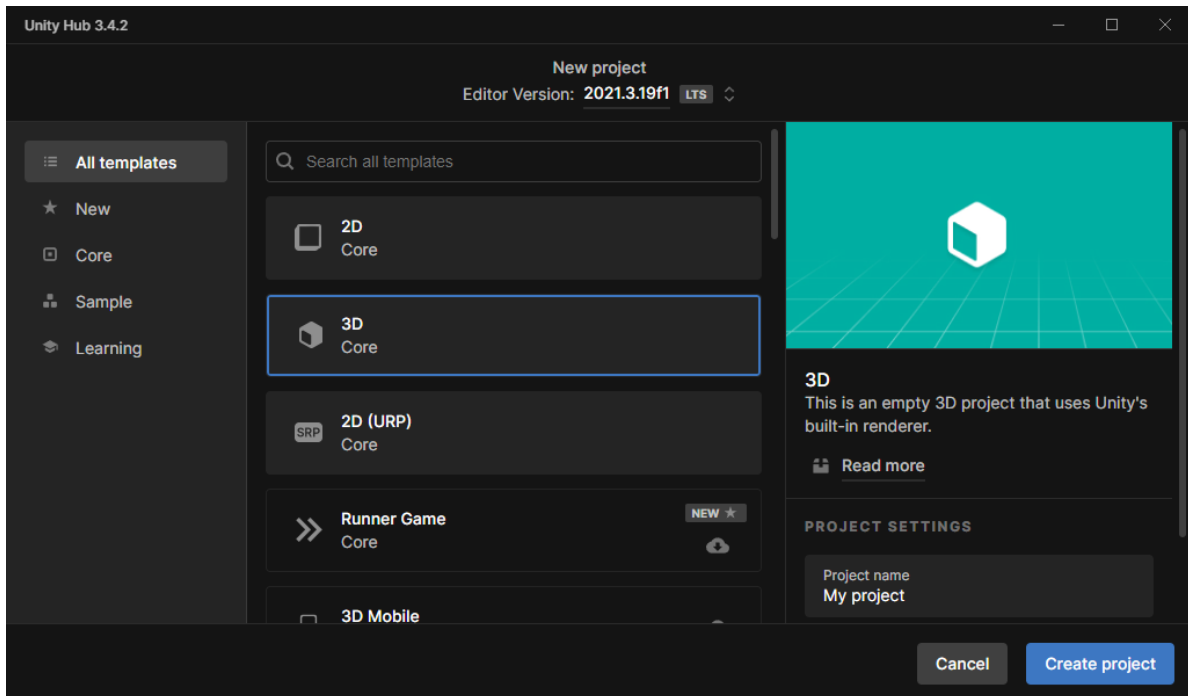 Unity Hub 3.4.2
New project
Editor Version: 2021.3.19f1 LTS
All templates
New
Core
Sample
Learning
Search all templates
2D
Core
3D
Core
SRP
2D (URP)
Core
Runner Game
Core
NEW
3D Mobile
3D
This is an empty 3D project that uses Unity's
built-in renderer.
Read more
PROJECT SETTINGS
Project name
My project
Cancel
Create project